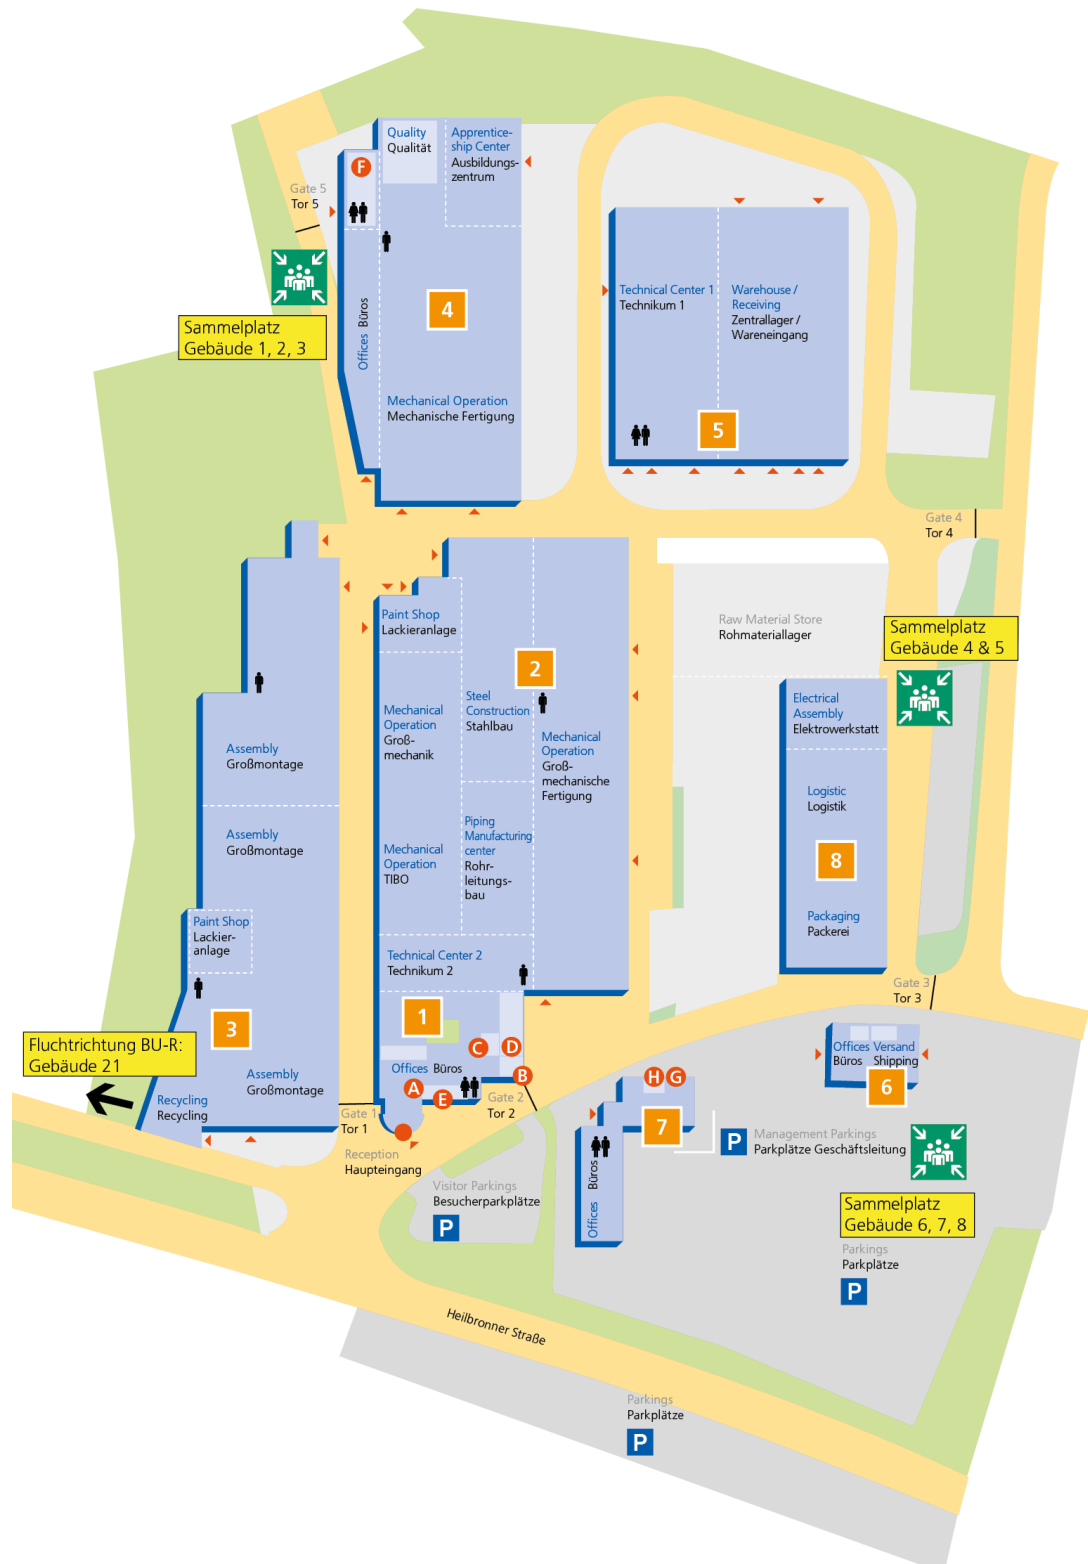 Quality
Qualität
Apprentice-
ship Center
Ausbildungs-
zentrum
F
Gate 5
Tor 5
Sammelplatz
Gebäude 1, 2, 3
Offices Büros
4
Mechanical Operation
Mechanische Fertigung
Technical Center 1
Technikum 1
Warehouse /
Receiving
Zentrallager /
Wareneingang
5
Gate 4
Tor 4
Paint Shop
Lackieranlage
2
Raw Material Store
Rohmateriallager
Sammelplatz
Gebäude 4 & 5
Mechanical
Operation
Groß-
mechanik
Steel
Construction
Stahlbau
Mechanical
Operation
Groß-
mechanische
Fertigung
Electrical
Assembly
Elektrowerkstatt
Assembly
Großmontage
Logistic
Logistik
Assembly
Großmontage
Mechanical
Operation
TIBO
Piping
Manufacturing
center
Rohr-
leitungs-
bau
8
Packaging
Packerei
Paint Shop
Lackier-
anlage
Technical Center 2
Technikum 2
Gate 3
Tor 3
3
1
C
D
Offices Büros
A
B
E
Fluchtrichtung BU-R:
Gebäude 21
Assembly
Großmontage
Recycling
Recycling
Gate 1
Tor 1
Gate 2
Tor 2
Reception
Haupteingang
H
G
7
Offices Büros
Offices
Büros
Versand
Shipping
6
P
Management Parkings
Parkplätze Geschäftsleitung
Visitor Parkings
Besucherparkplätze
P
Sammelplatz
Gebäude 6, 7, 8
Parkings
Parkplätze
P
Heilbronner Straße
Parkings
Parkplätze
P